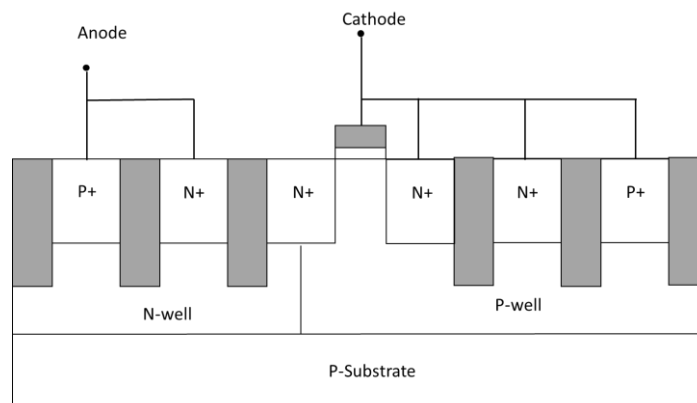 Cathode
Anode
P+
N+
N+
N+
N+
P+
N-well
P-well
P-Substrate